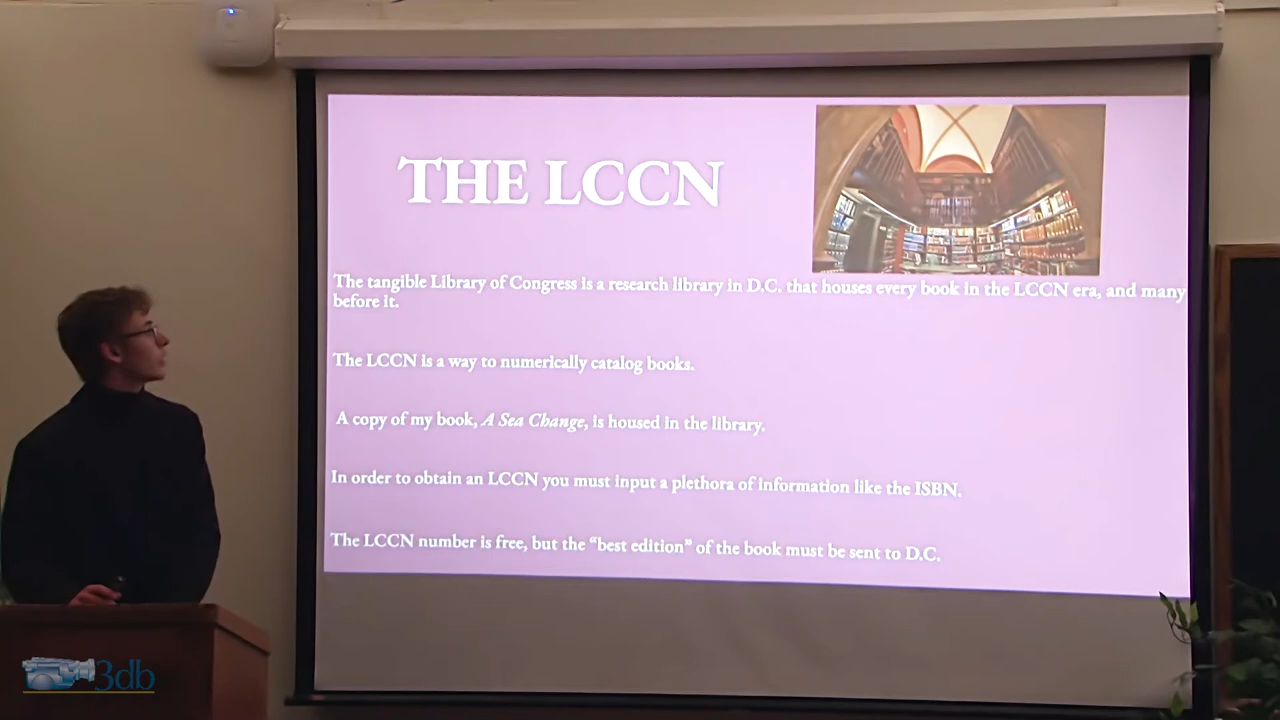 THE LCCN
The tangible Library of Congress is a research library in D.C. that houses every book in the LCCN era, and many
before it.
The LCCN is a way to numerically catalog books.
A copy of my book, A Sea Change, is housed in the library.
In order to obtain an LCCN you must input a plethora of information like the ISBN.
The LCCN number is free, but the “best edition” of the book must be sent to D.C.
3db